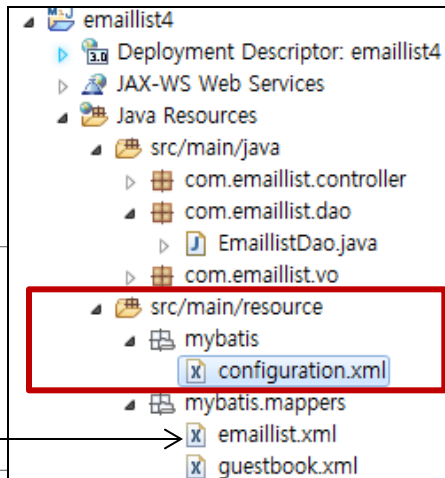 emaillist4
Deployment Descriptor: emaillist4
JAX-WS Web Services
Java Resources
src/main/java
com.emaillist.controller
com.emaillist.dao
EmaillistDao.java
com.emaillist.vo
src/main/resource
mybatis
configuration.xml
mybatis.mappers
emaillist.xml
guestbook.xml